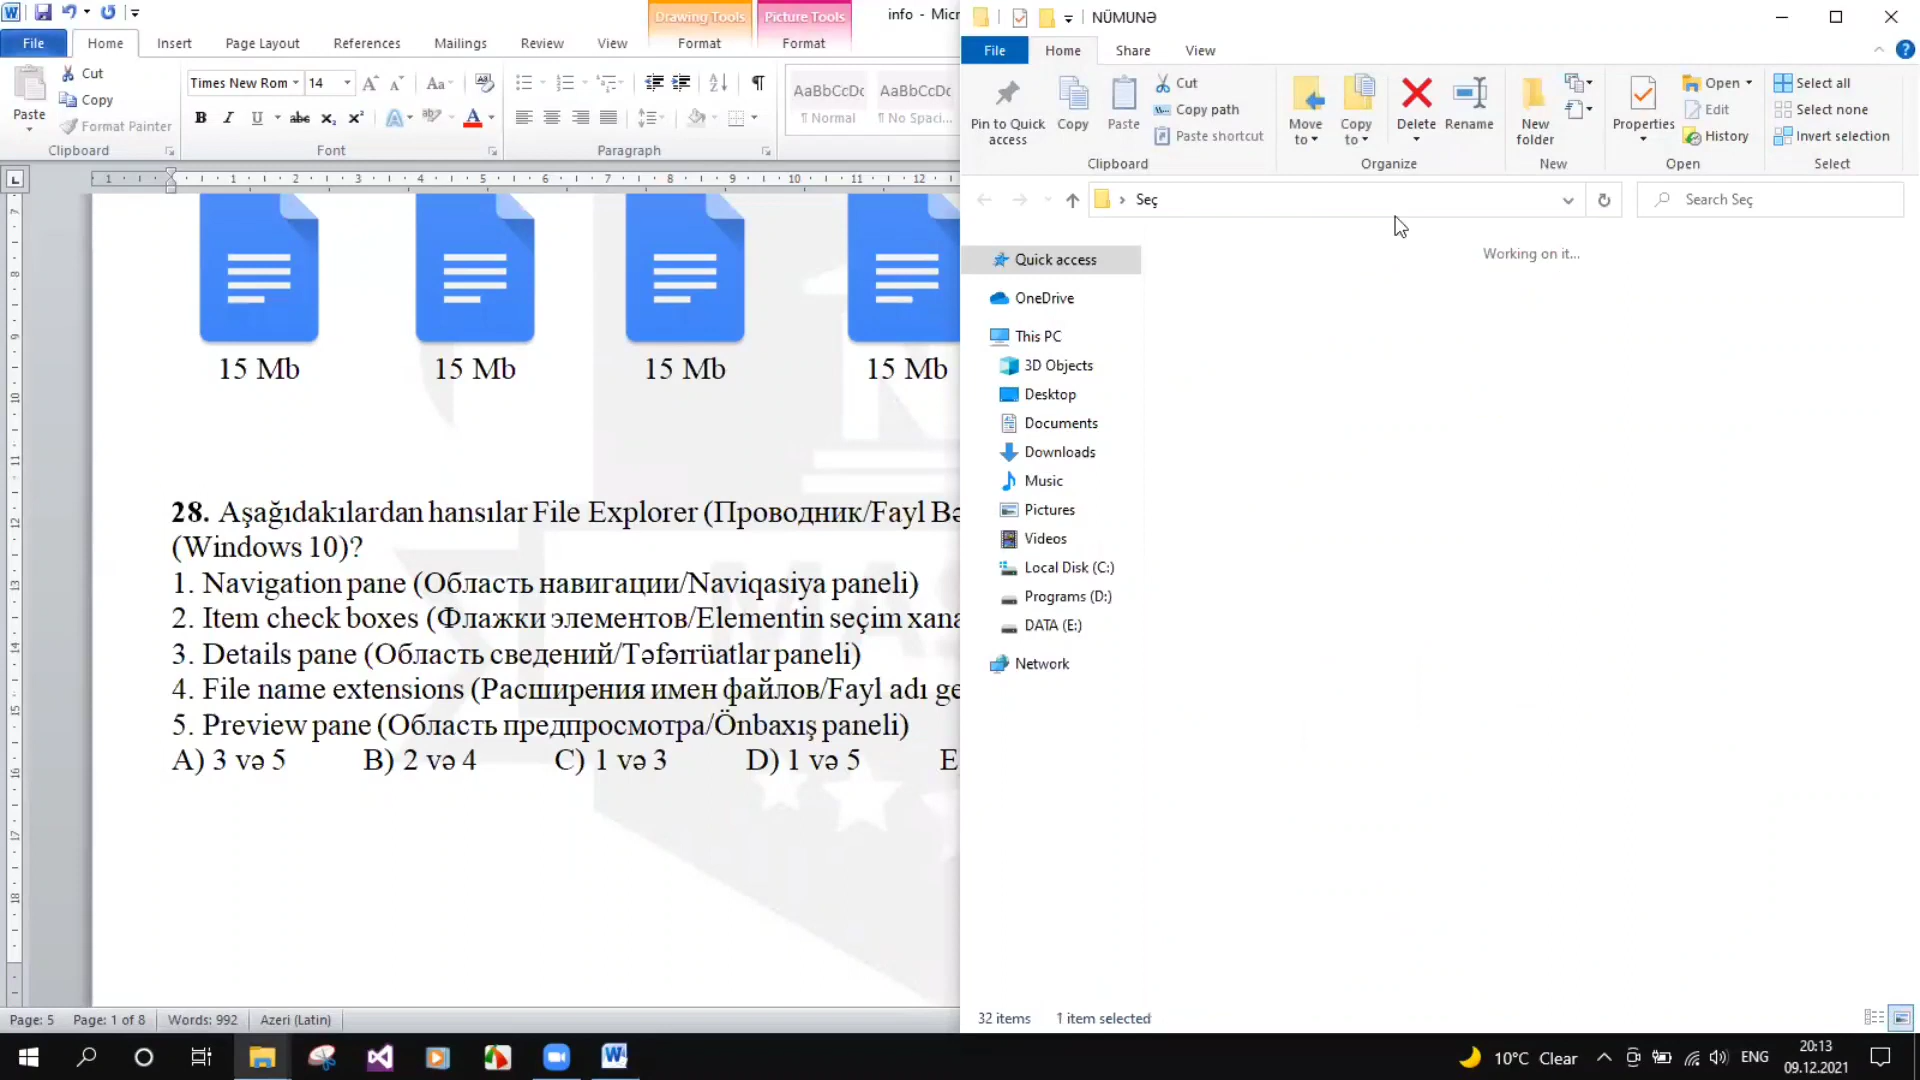 info - Micr
Drawing Tools
Picture Tools
File
Home
Insert
Page Layout
References
Mailings
Review
View
Format
Format
Paste
Cut
Copy
Format Painter
Clipboard
Times New Rom
14
Font
Paragraph
AaBbCcDc
¶ Normal
AaBbCcDc
¶ No Spaci...
15 Mb
15 Mb
15 Mb
15 Mb
28. Aşağıdakılardan hansılar File Explorer (Проводник/Fayl Bə
(Windows 10)?
1. Navigation pane (Область навигации/Naviqasiya paneli)
2. Item check boxes (Флажки элементов/Elementin seçim xana
3. Details pane (Область сведений/Təfərrüatlar paneli)
4. File name extensions (Расширения имен файлов/Fayl adı ge
5. Preview pane (Область предпросмотра/Önbaxış paneli)
A) 3 və 5 B) 2 və 4 C) 1 və 3 D) 1 və 5 E
Page: 5
Page: 1 of 8
Words: 992
Azeri (Latin)
NÜMUNƏ
File
Home
Share
View
Pin to Quick access
Copy
Paste
Cut
Copy path
Paste shortcut
Clipboard
Move to
Copy to
Delete
Rename
Organize
New folder
New
Properties
Open
Edit
History
Open
Select all
Select none
Invert selection
Select
Seç
Search Seç
Working on it...
Quick access
OneDrive
This PC
3D Objects
Desktop
Documents
Downloads
Music
Pictures
Videos
Local Disk (C:)
Programs (D:)
DATA (E:)
Network
32 items
1 item selected
10°C Clear
ENG
20:13
09.12.2021